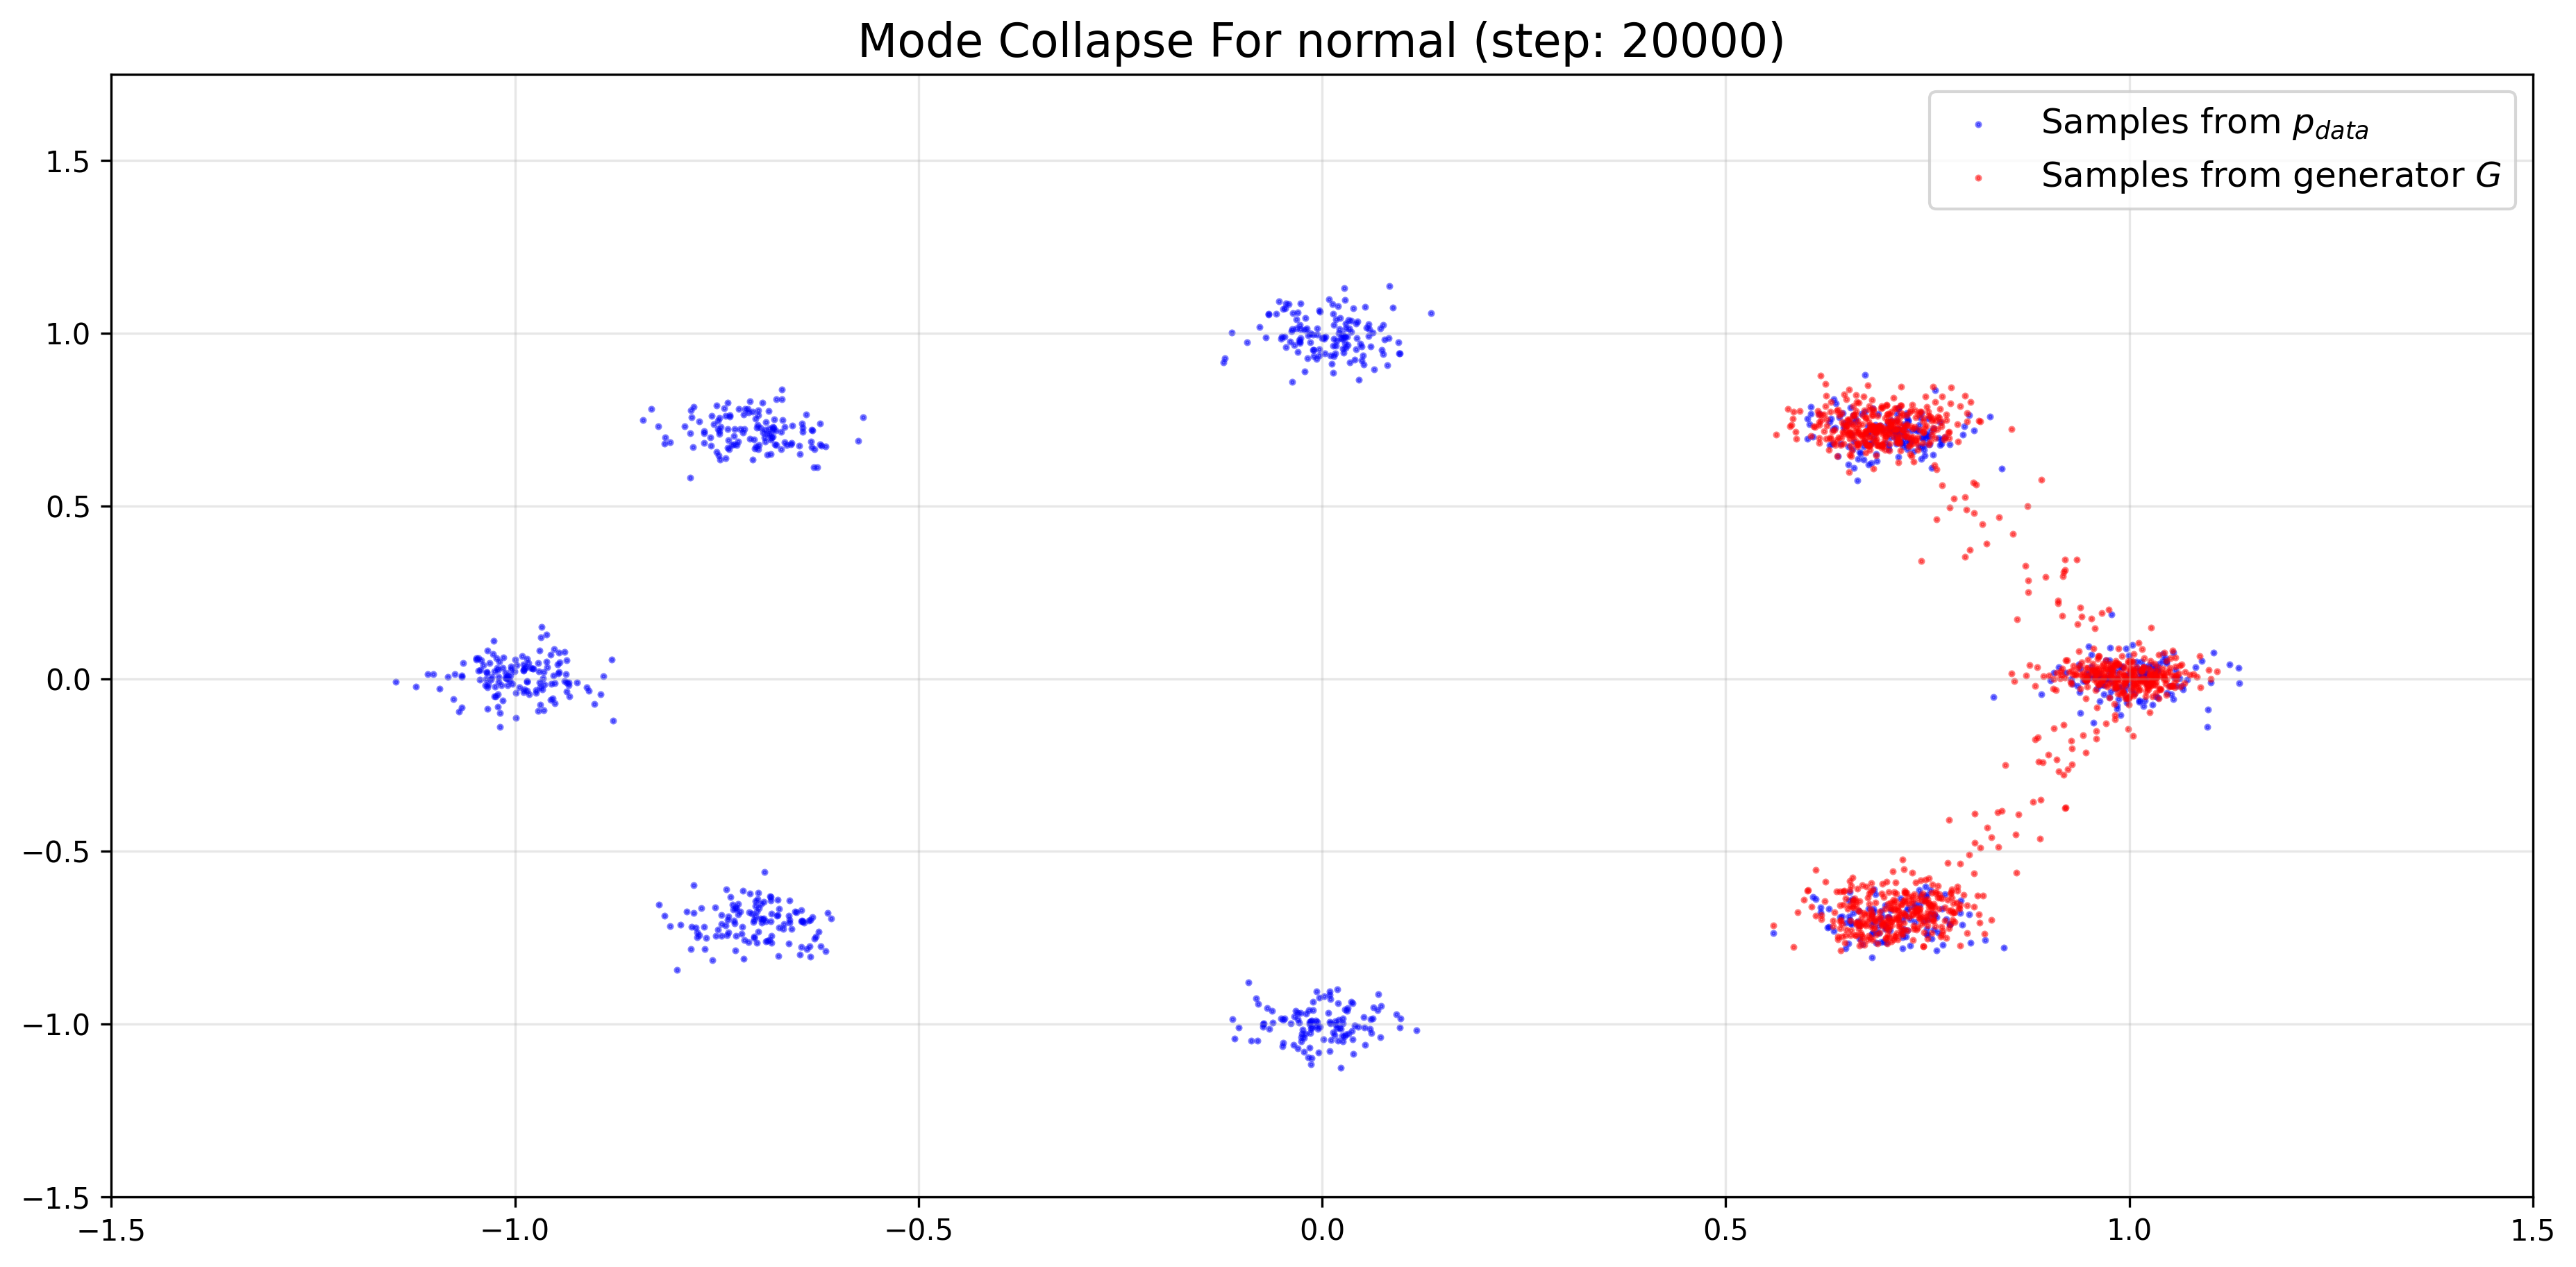 Mode Collapse For normal (step: 20000)
Samples from p_data
Samples from generator G
1.5
1.0
0.5
0.0
−0.5
−1.0
−1.5
−1.5 −1.0 −0.5 0.0 0.5 1.0 1.5